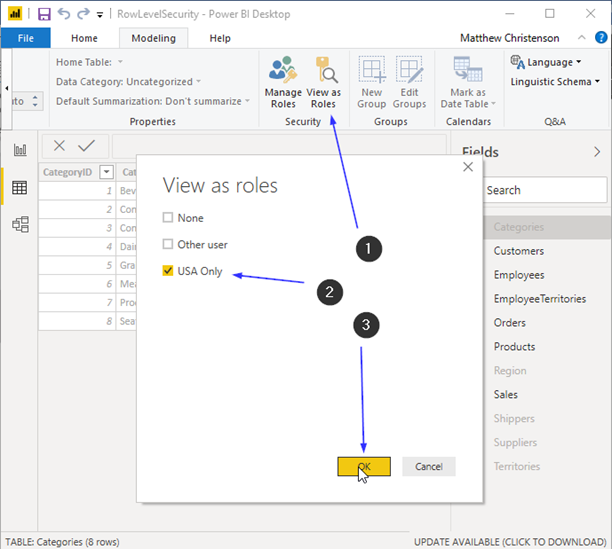 RowLevelSecurity - Power BI Desktop
File Home Modeling Help Matthew Christenson
Home Table:
Data Category: Uncategorized
Default Summarization: Don't summarize
Properties
Manage Roles
View as Roles
Security
New Group
Edit Groups
Groups
Mark as Date Table
Calendars
Language
Linguistic Schema
Q&A
CategoryID
1 Bev
2 Con
3 Con
4 Dair
5 Gra
6 Mea
7 Pro
8 Sea
View as roles
None
Other user
USA Only
1
2
3
OK Cancel
Fields
Search
Categories
Customers
Employees
EmployeeTerritories
Orders
Products
Region
Sales
Shippers
Suppliers
Territories
TABLE: Categories (8 rows) UPDATE AVAILABLE (CLICK TO DOWNLOAD)